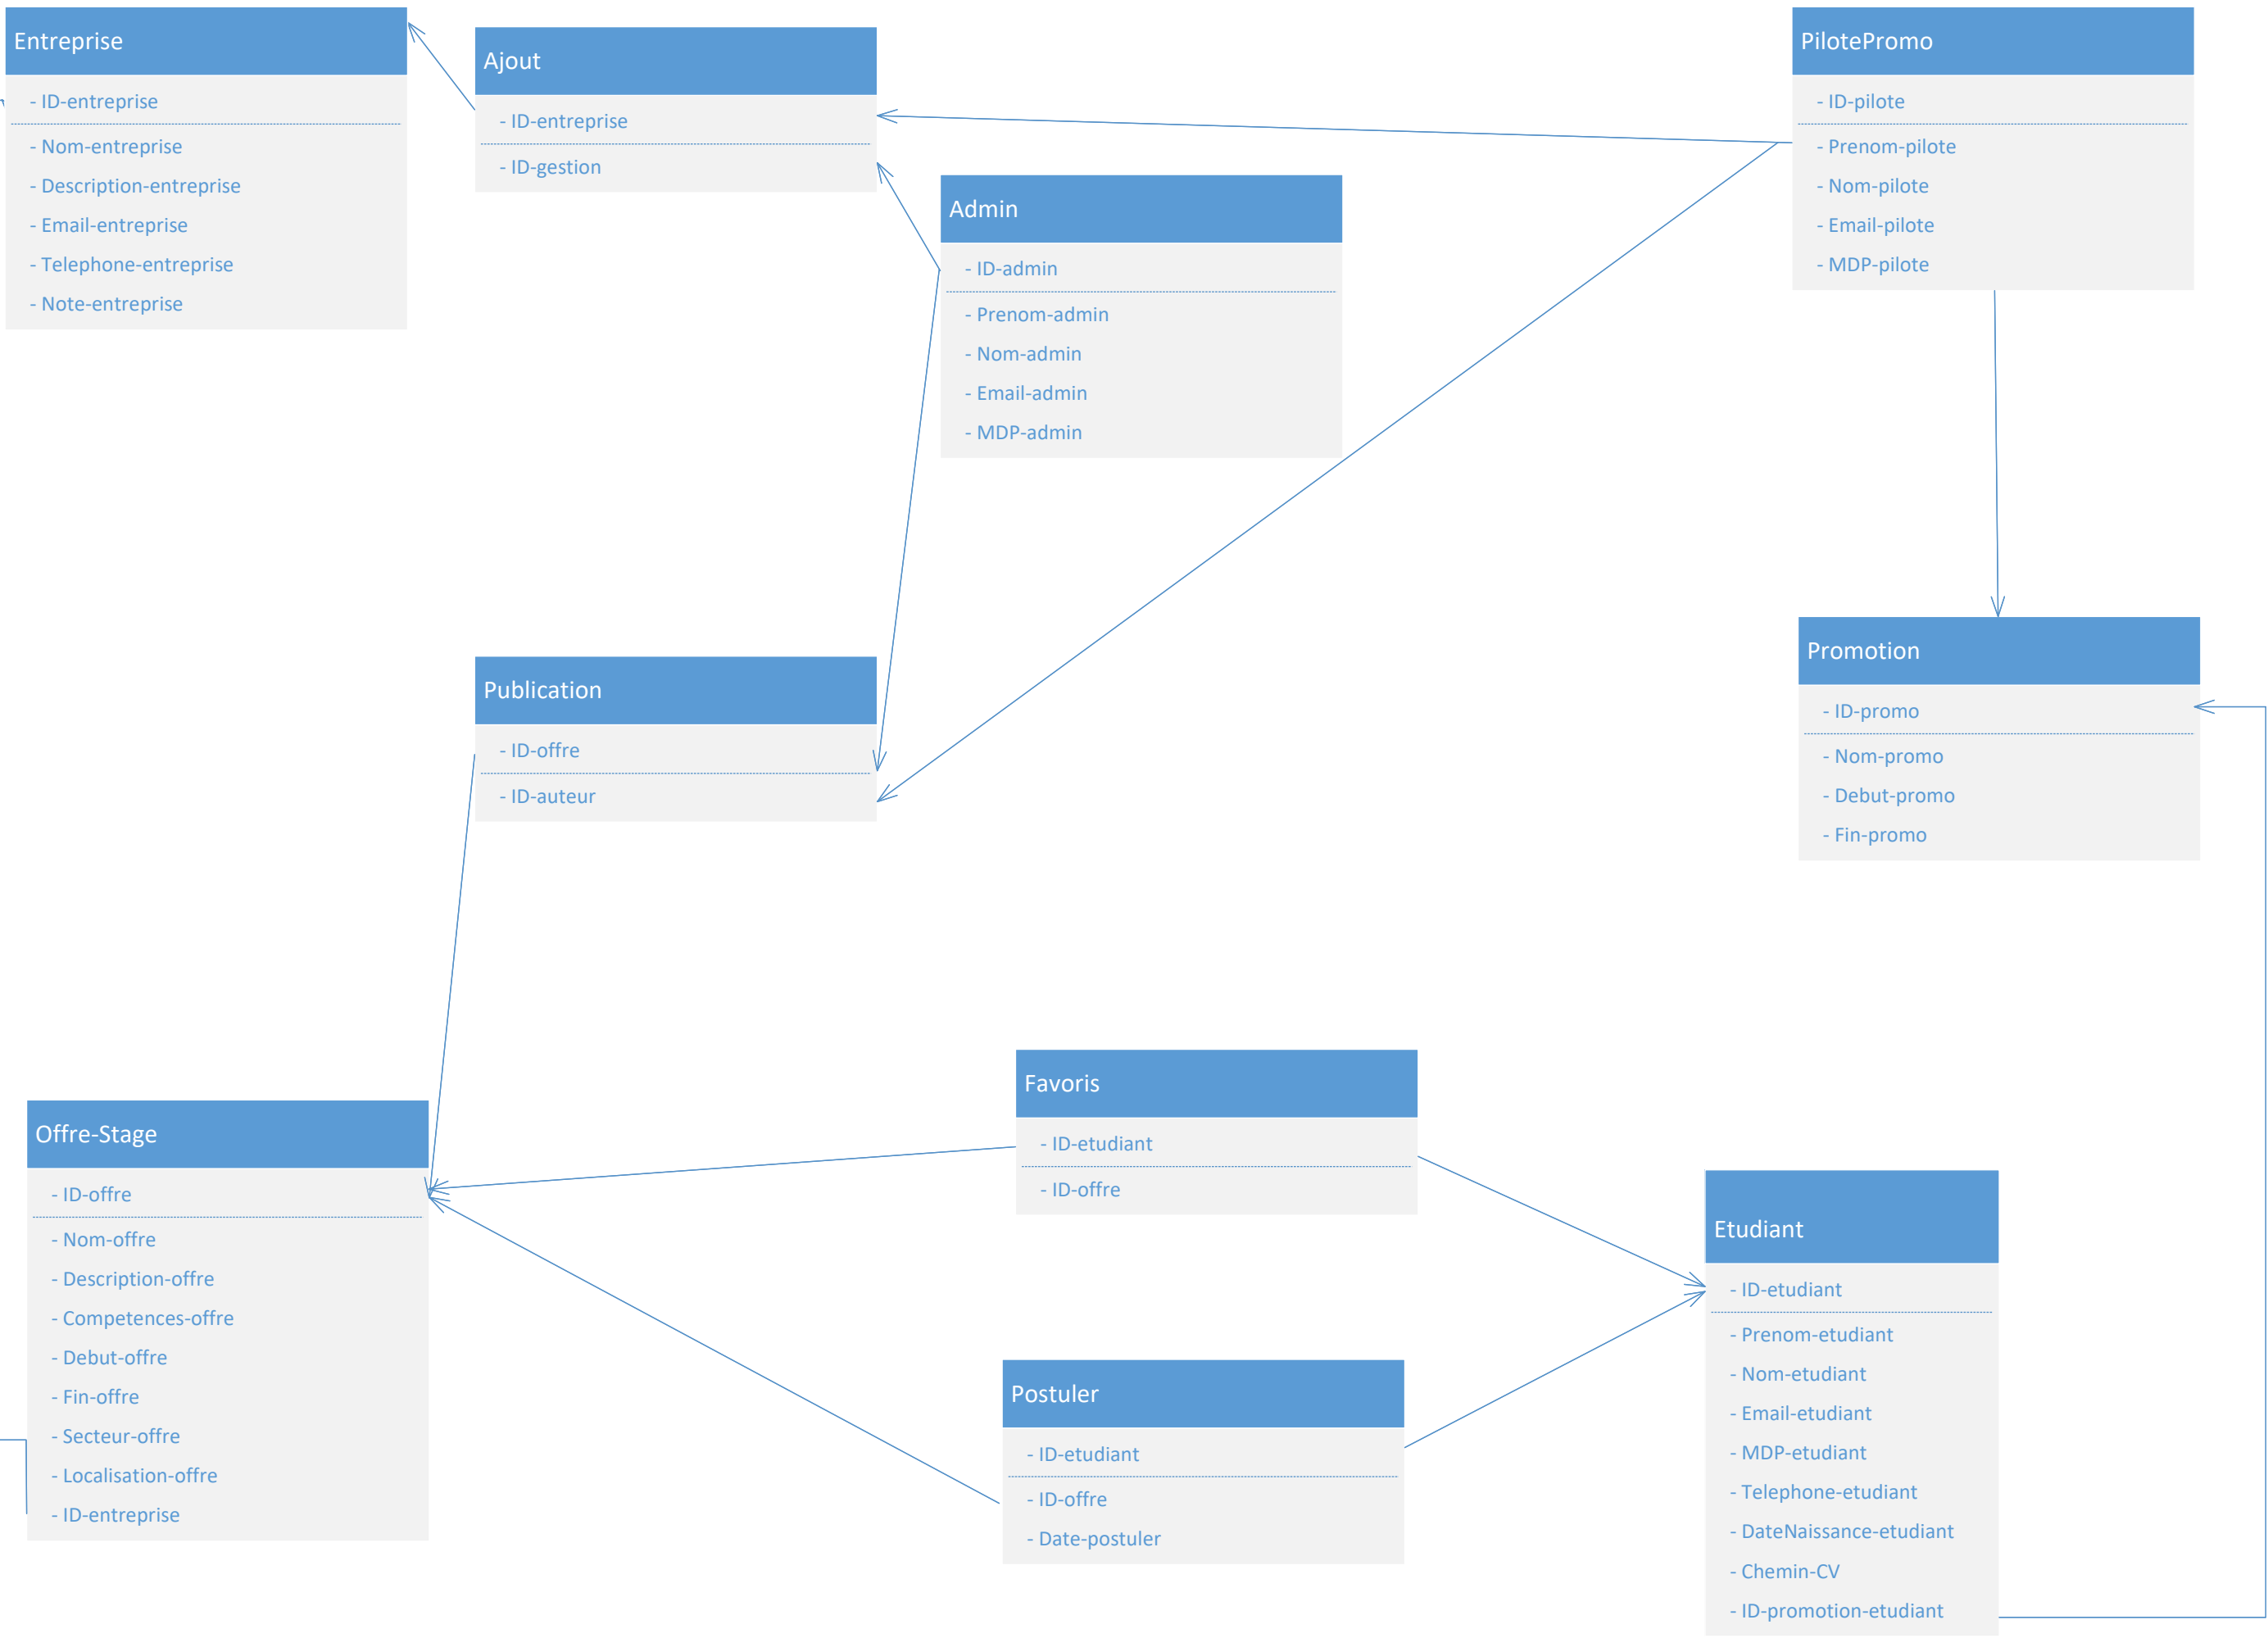 Entreprise
- ID-entreprise
- Nom-entreprise
- Description-entreprise
- Email-entreprise
- Telephone-entreprise
- Note-entreprise
Ajout
- ID-entreprise
- ID-gestion
Admin
- ID-admin
- Prenom-admin
- Nom-admin
- Email-admin
- MDP-admin
PilotePromo
- ID-pilote
- Prenom-pilote
- Nom-pilote
- Email-pilote
- MDP-pilote
Publication
- ID-offre
- ID-auteur
Promotion
- ID-promo
- Nom-promo
- Debut-promo
- Fin-promo
Offre-Stage
- ID-offre
- Nom-offre
- Description-offre
- Competences-offre
- Debut-offre
- Fin-offre
- Secteur-offre
- Localisation-offre
- ID-entreprise
Favoris
- ID-etudiant
- ID-offre
Postuler
- ID-etudiant
- ID-offre
- Date-postuler
Etudiant
- ID-etudiant
- Prenom-etudiant
- Nom-etudiant
- Email-etudiant
- MDP-etudiant
- Telephone-etudiant
- DateNaissance-etudiant
- Chemin-CV
- ID-promotion-etudiant